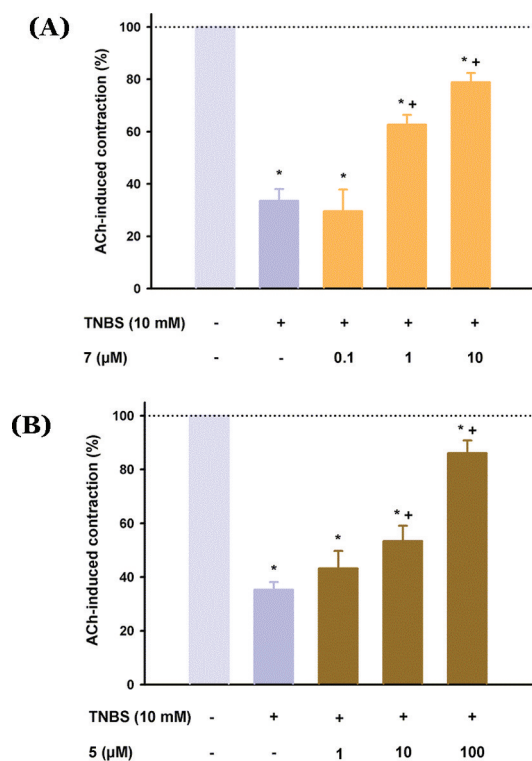 (A)
ACh-induced contraction (%)
100
80
60
40
20
0
* * * + * +
TNBS (10 mM) - + + + +
7 (µM) - - 0.1 1 10
(B)
ACh-induced contraction (%)
100
80
60
40
20
0
* * * + * +
TNBS (10 mM) - + + + +
5 (µM) - - 1 10 100